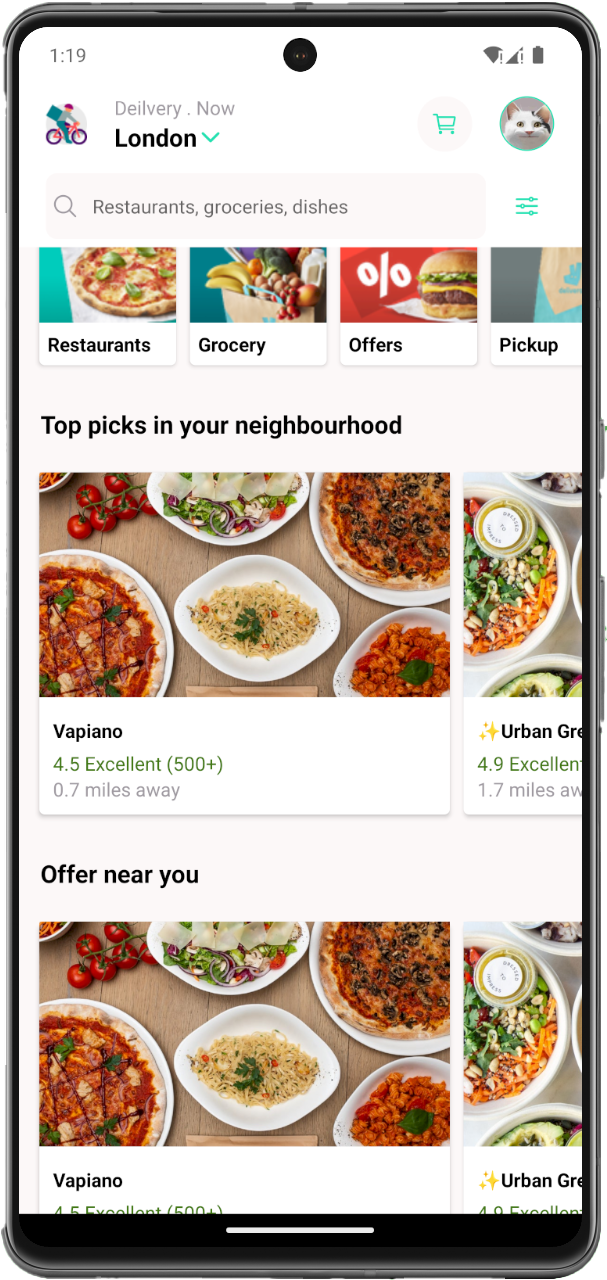 1:19
Deilvery . Now
London
Restaurants, groceries, dishes
%
Restaurants
Grocery
Offers
Pickup
Top picks in your neighbourhood
Vapiano
4.5 Excellent (500+)
0.7 miles away
✨Urban Gre
4.9 Excellen
1.7 miles aw
Offer near you
Vapiano
4.5 Excellent (500+)
✨Urban Gre
4.9 Excellen